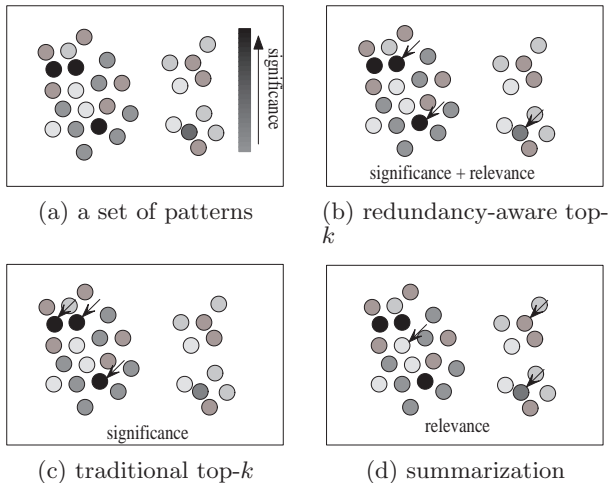 significance
(a) a set of patterns
significance + relevance
(b) redundancy-aware top-
k
significance
(c) traditional top-k
relevance
(d) summarization